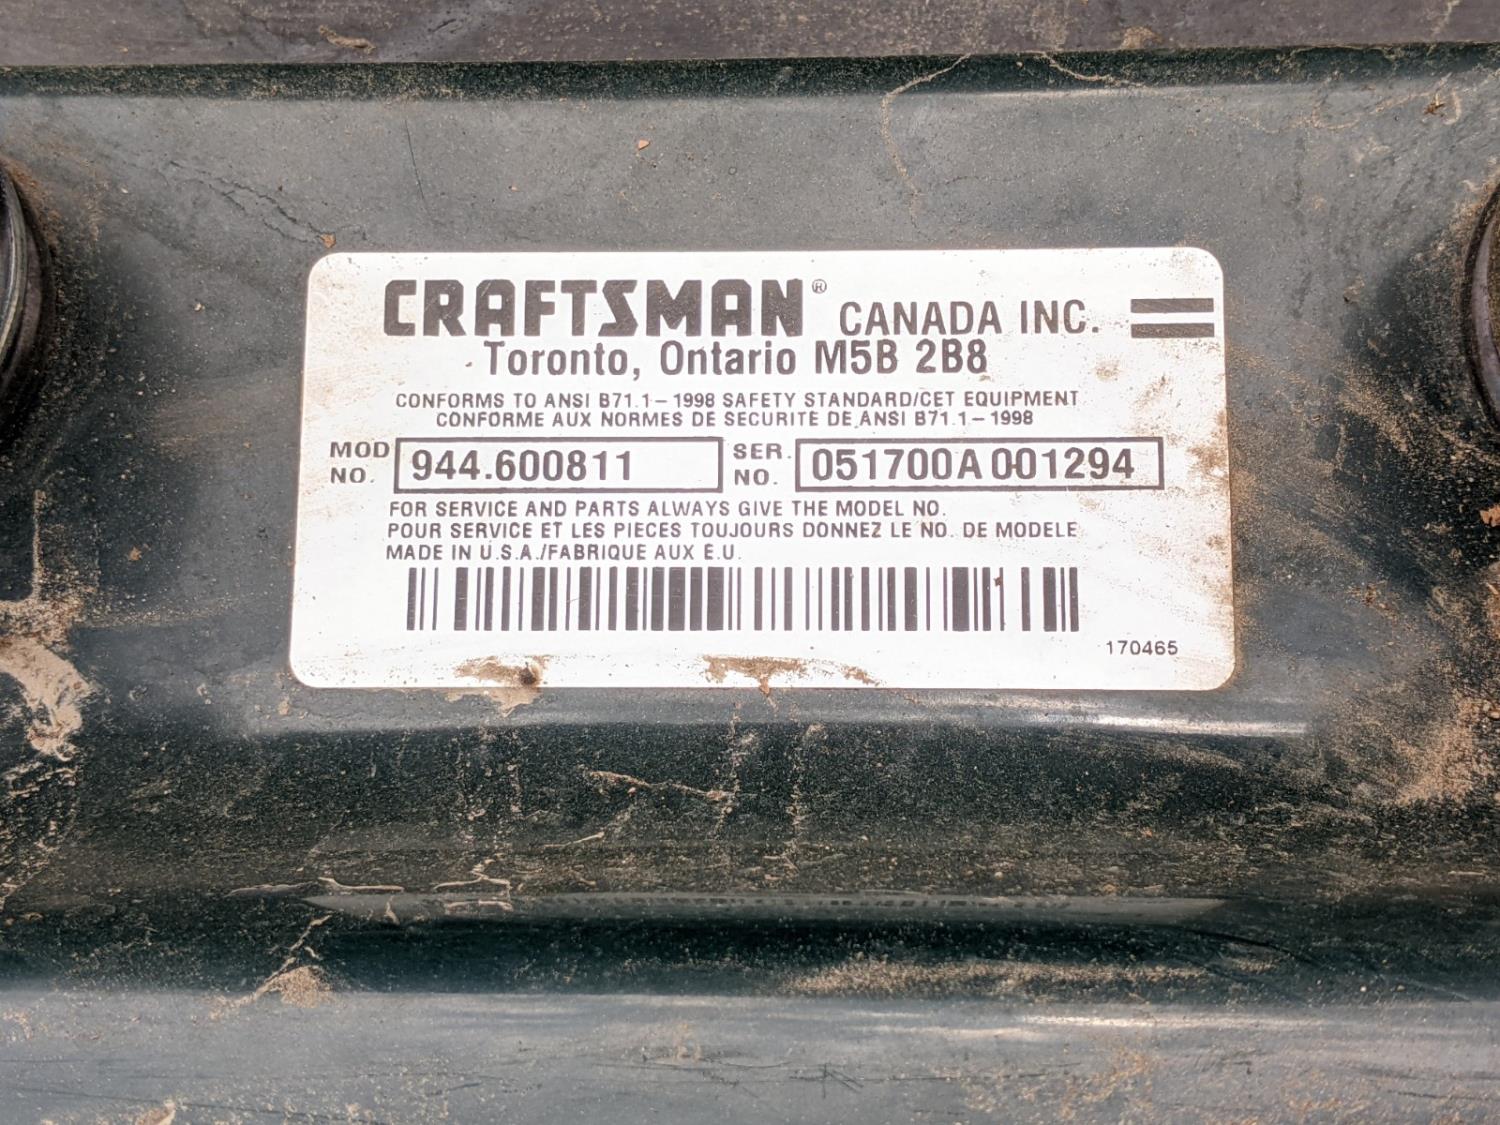 CRAFTSMAN® CANADA INC.
Toronto, Ontario M5B 2B8
CONFORMS TO ANSI B71.1-1998 SAFETY STANDARD/CET EQUIPMENT
CONFORME AUX NORMES DE SECURITE DE ANSI B71.1-1998
MOD NO. 944.600811 SER. NO. 051700A 001294
FOR SERVICE AND PARTS ALWAYS GIVE THE MODEL NO.
POUR SERVICE ET LES PIECES TOUJOURS DONNEZ LE NO. DE MODELE
MADE IN U.S.A./FABRIQUE AUX E.U.
170465